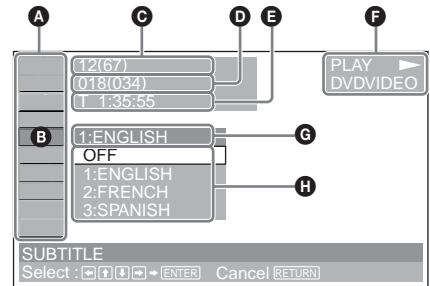 A C D E F
12(67)
018(034)
T 1:35:55
PLAY
DVDVIDEO
B
1:ENGLISH
G
OFF
1:ENGLISH
2:FRENCH
3:SPANISH
H
SUBTITLE
Select : ENTER Cancel RETURN